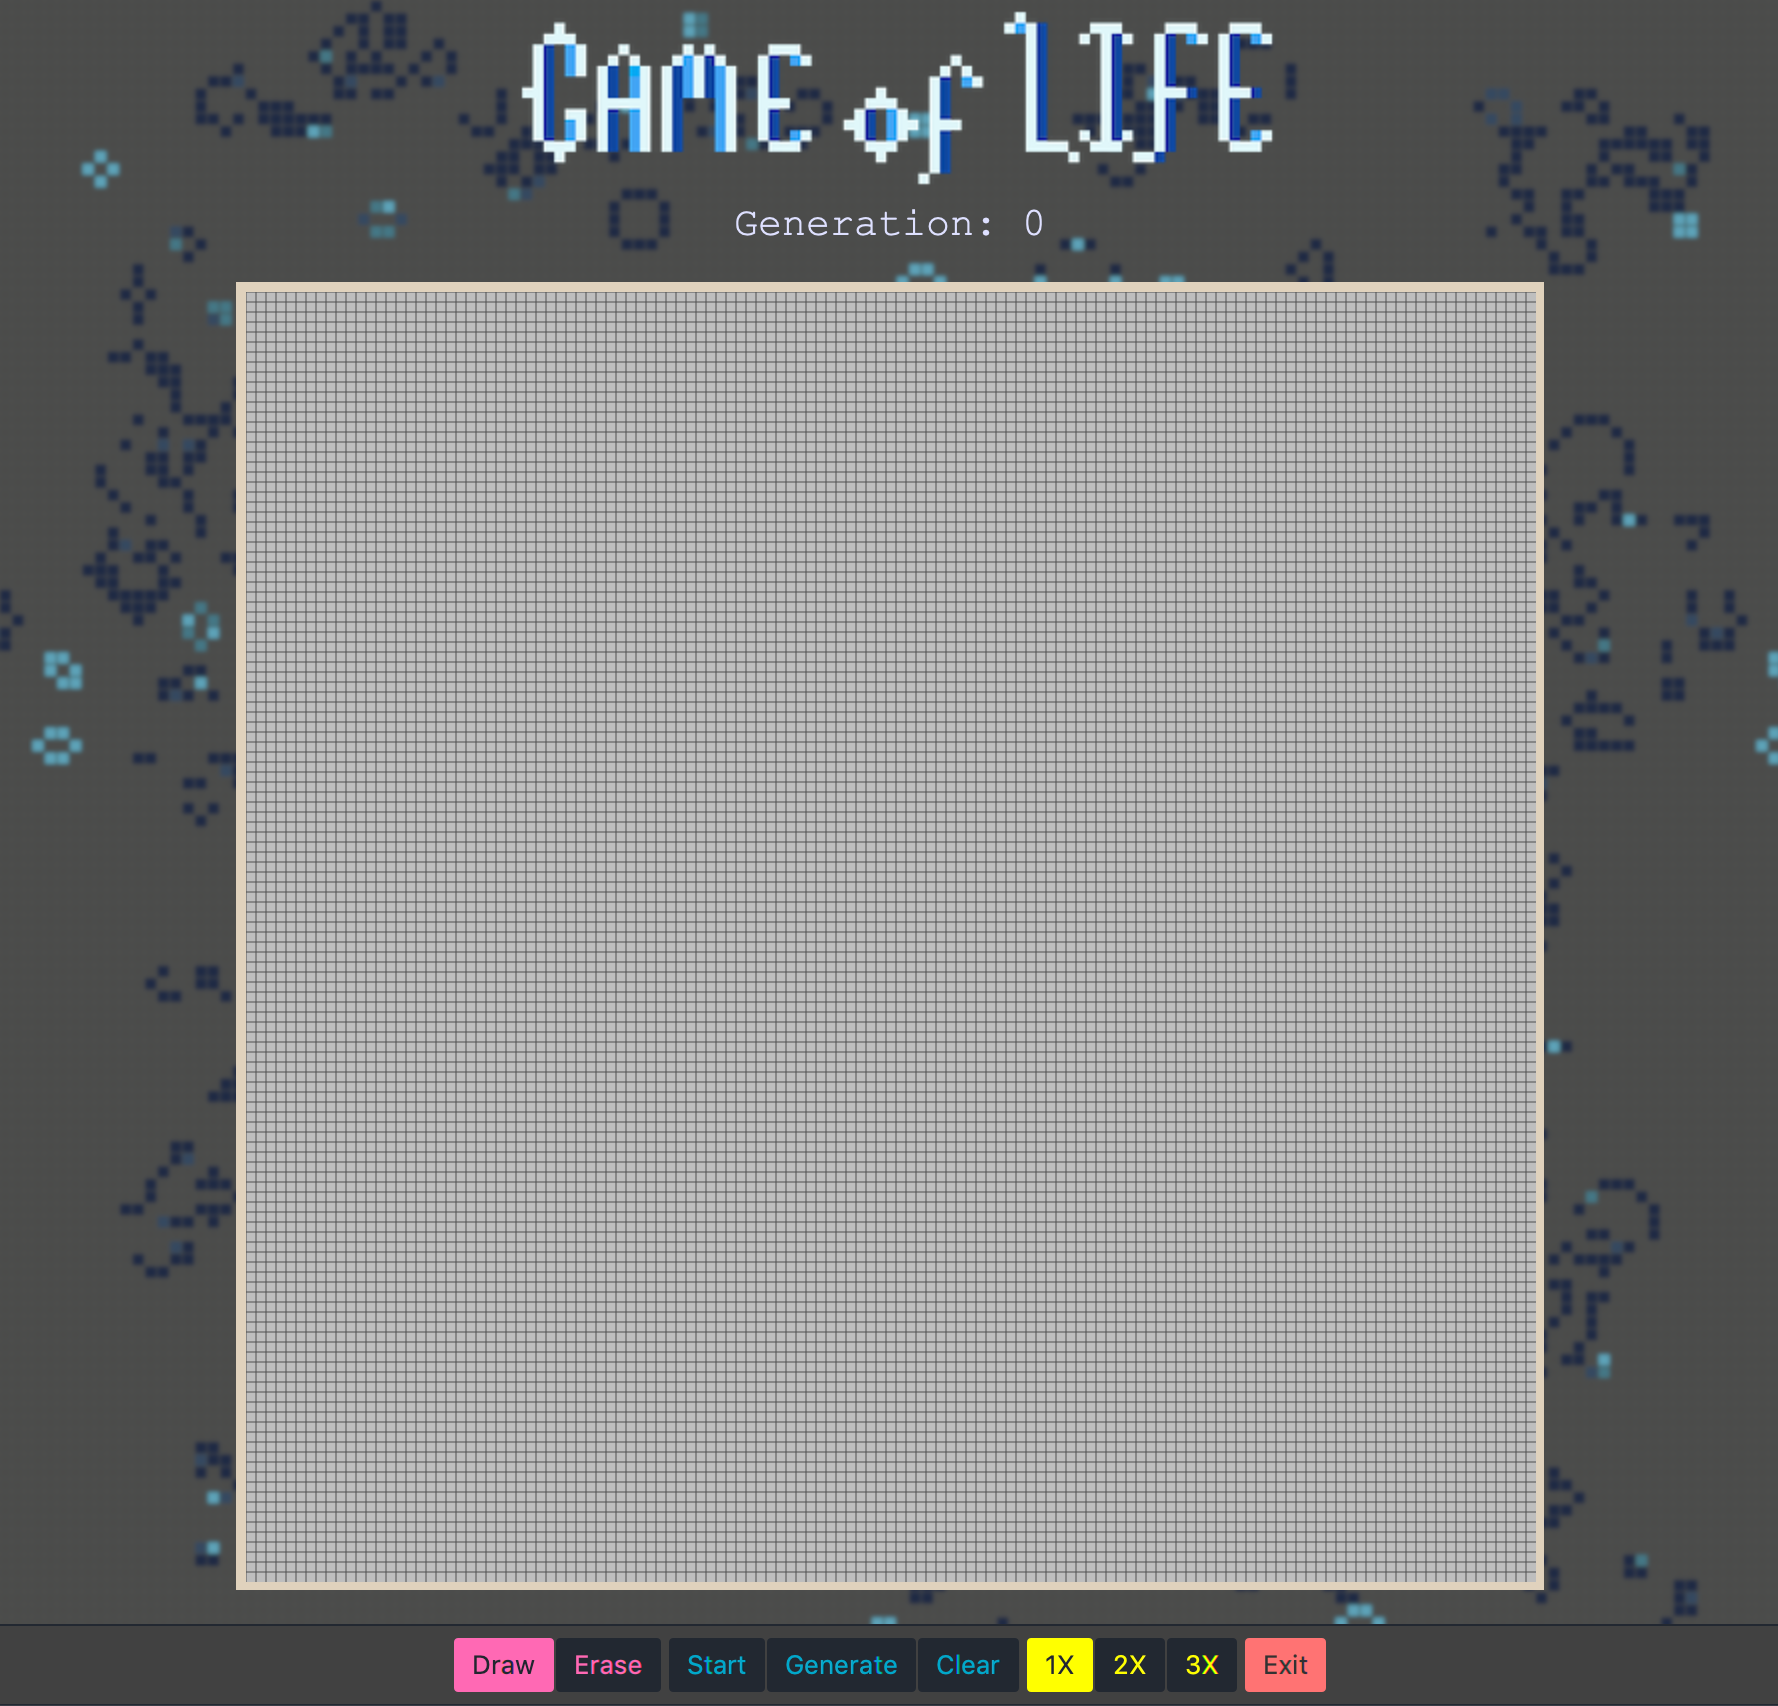 GAME of LIFE
Generation: 0
Draw Erase Start Generate Clear 1X 2X 3X Exit